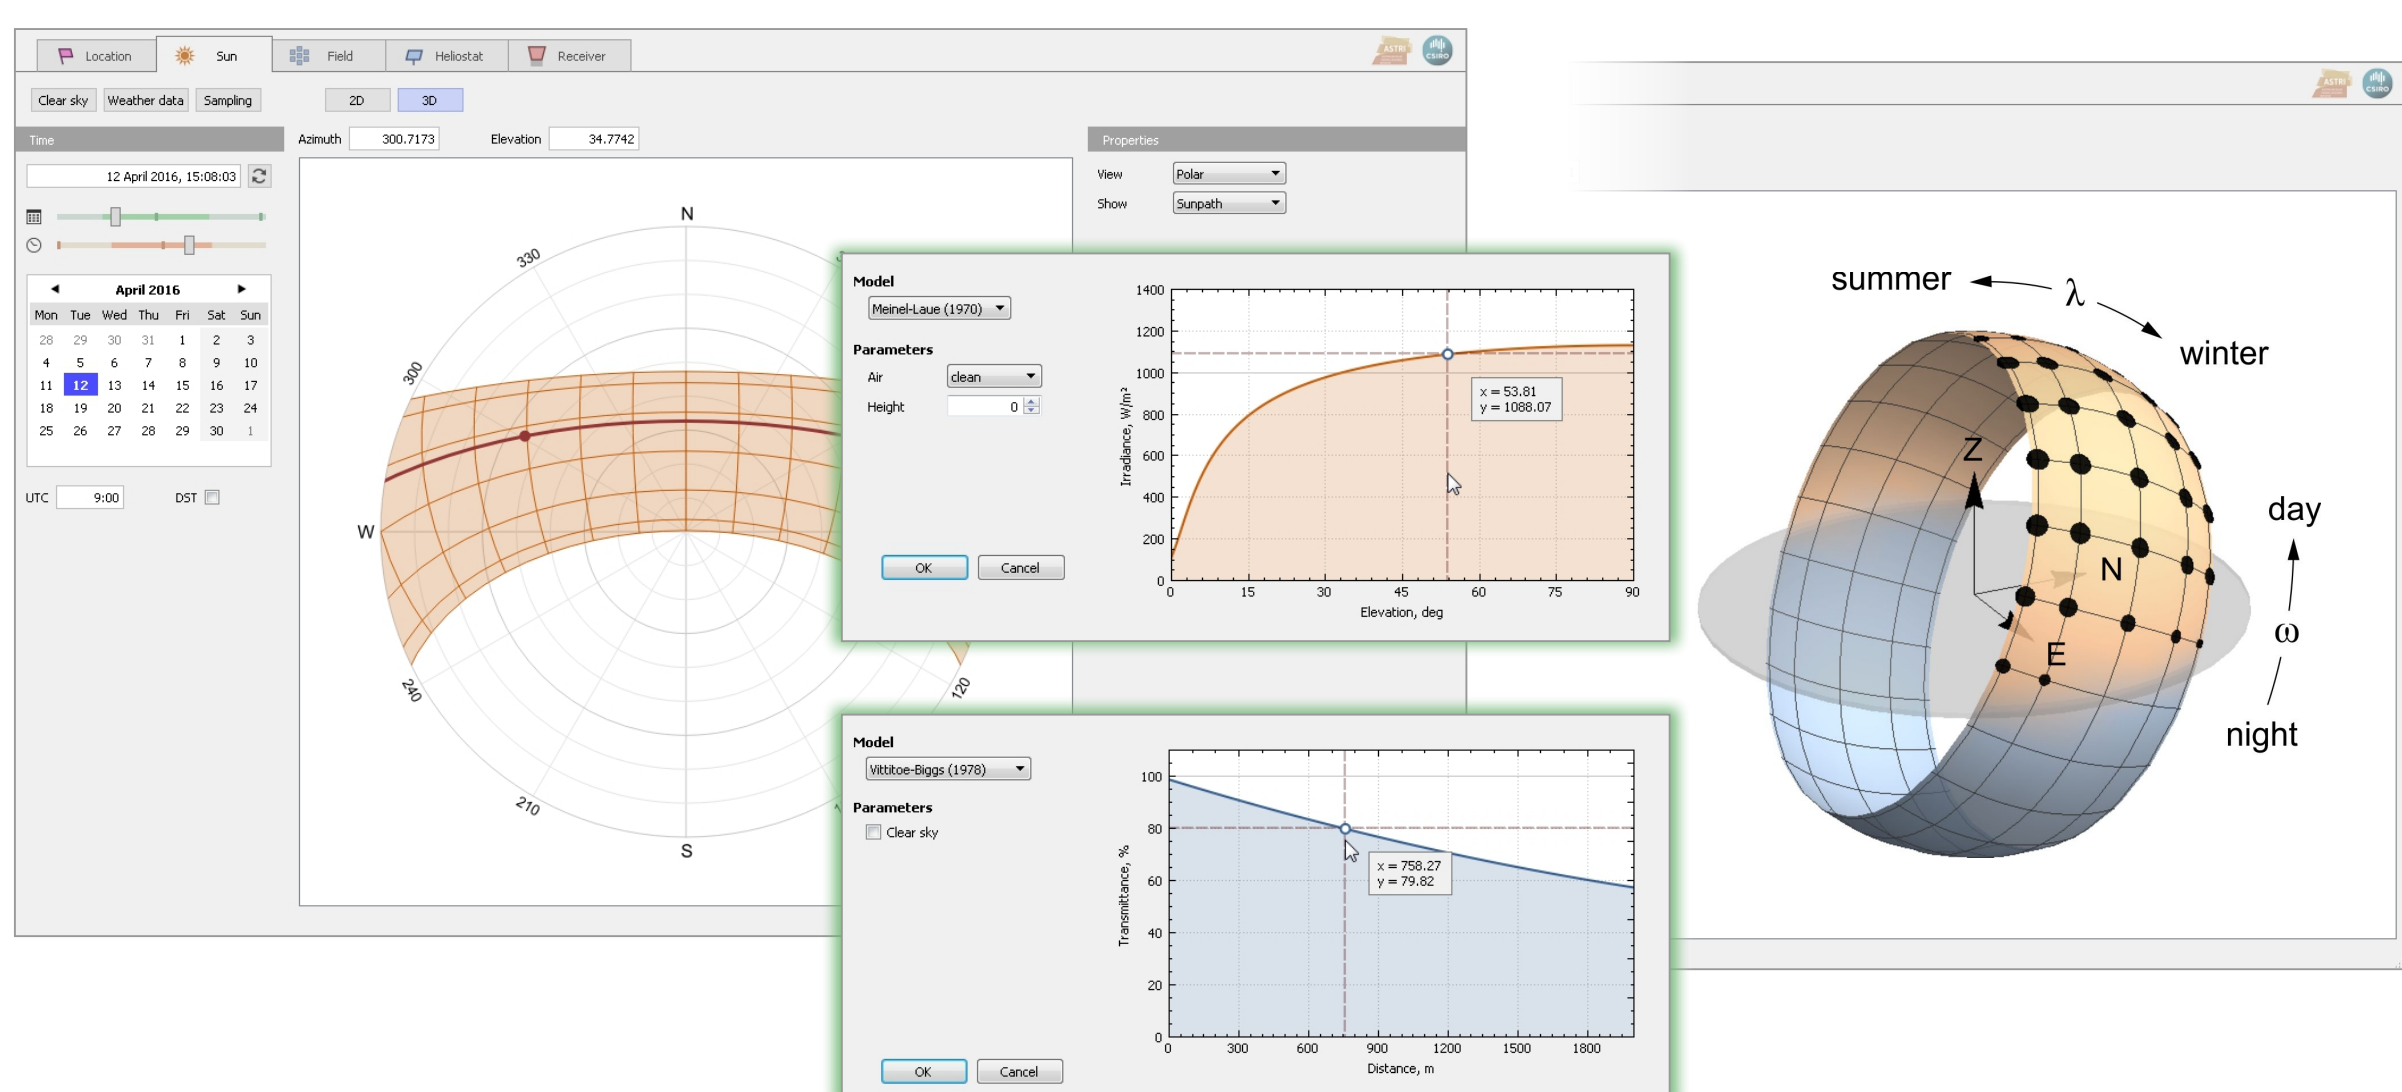 Location
Sun
Field
Heliostat
Receiver
ASTRI
CSIRO
Clear sky
Weather data
Sampling
2D
3D
Time
Azimuth 300.7173
Elevation 34.7742
12 April 2016, 15:08:03
April 2016
Mon Tue Wed Thu Fri Sat Sun
28 29 30 31 1 2 3
4 5 6 7 8 9 10
11 12 13 14 15 16 17
18 19 20 21 22 23 24
25 26 27 28 29 30 1
UTC 9:00
DST
N
330
300
W
240
210
S
120
Properties
View Polar
Show Sunpath
Model
Meinel-Laue (1970)
Parameters
Air clean
Height 0
OK
Cancel
Irradiance, W/m²
1400
1200
1000
800
600
400
200
0
0 15 30 45 60 75 90
Elevation, deg
x = 53.81
y = 1088.07
Model
Vittitoe-Biggs (1978)
Parameters
Clear sky
OK
Cancel
Transmittance, %
100
80
60
40
20
0
0 300 600 900 1200 1500 1800
Distance, m
x = 758.27
y = 79.82
ASTRI
CSIRO
summer
λ
winter
Z
N
E
day
ω
night